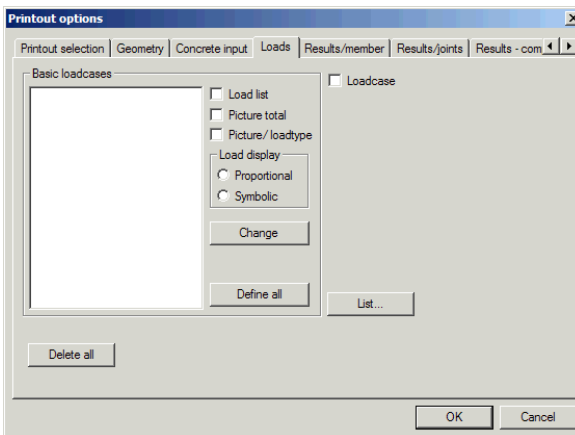 Printout options
Printout selection Geometry Concrete input Loads Results/member Results/joints Results - com
Basic loadcases
Loadcase
Load list
Picture total
Picture/loadtype
Load display
Proportional
Symbolic
Change
Define all
List...
Delete all
OK Cancel